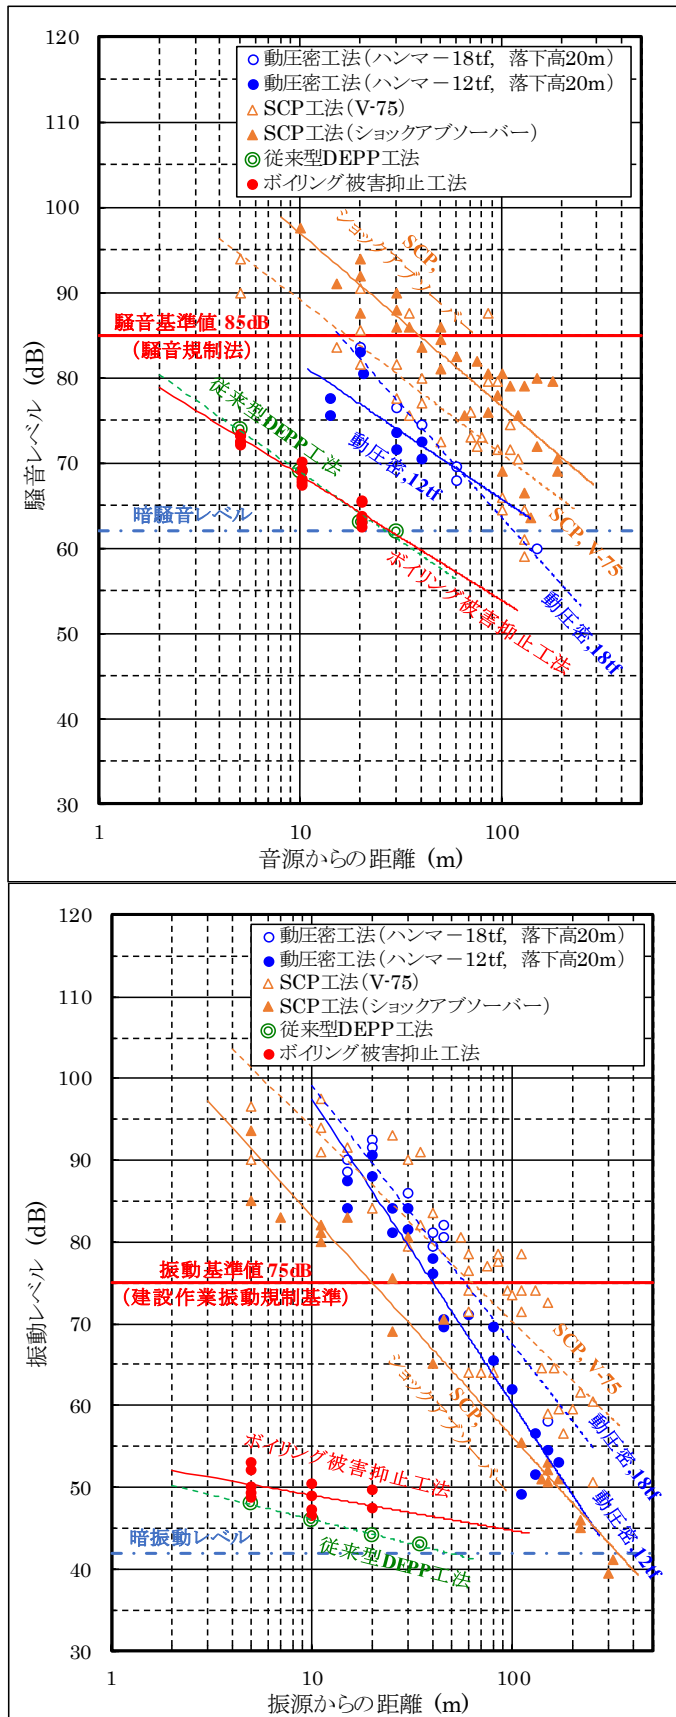 120
110
100
90
80
70
60
50
40
30
騒音レベル (dB)
動圧密工法(ハンマー18tf, 落下高20m)
動圧密工法(ハンマー12tf, 落下高20m)
SCP工法(V-75)
SCP工法(ショックアブソーバー)
従来型DEPP工法
ボイリング被害抑止工法
SCP,
ショックアブソーバー
騒音基準値 85dB
(騒音規制法)
従来型DEPP工法
動圧密,12tf
暗騒音レベル
SCP, V-75
ボイリング被害抑止工法
動圧密,18tf
1
10
100
音源からの距離 (m)
120
110
100
90
80
70
60
50
40
30
振動レベル (dB)
動圧密工法(ハンマー18tf, 落下高20m)
動圧密工法(ハンマー12tf, 落下高20m)
SCP工法(V-75)
SCP工法(ショックアブソーバー)
従来型DEPP工法
ボイリング被害抑止工法
振動基準値 75dB
(建設作業振動規制基準)
SCP, V-75
SCP,
ショックアブソーバー
ボイリング被害抑止工法
動圧密,18tf
動圧密,12tf
暗振動レベル
従来型DEPP工法
1
10
100
振源からの距離 (m)